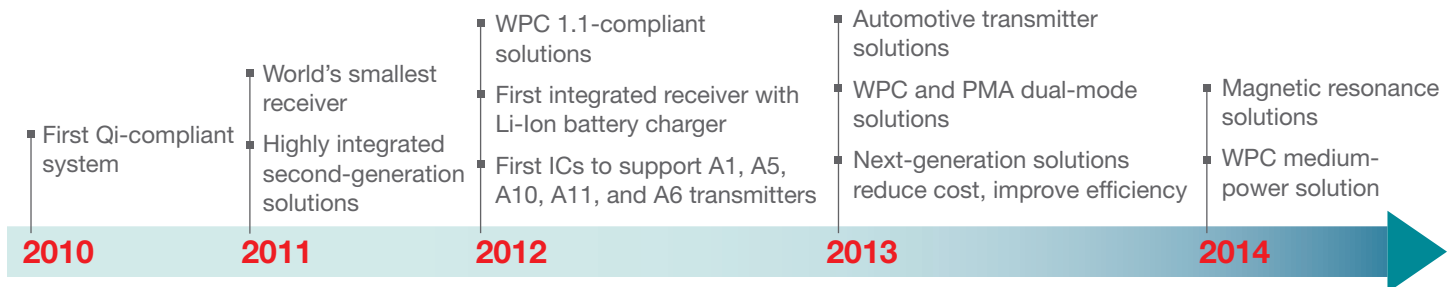 First Qi-compliant
system
World's smallest
receiver
Highly integrated
second-generation
solutions
WPC 1.1-compliant
solutions
First integrated receiver with
Li-Ion battery charger
First ICs to support A1, A5,
A10, A11, and A6 transmitters
Automotive transmitter
solutions
WPC and PMA dual-mode
solutions
Next-generation solutions
reduce cost, improve efficiency
Magnetic resonance
solutions
WPC medium-
power solution
2010
2011
2012
2013
2014